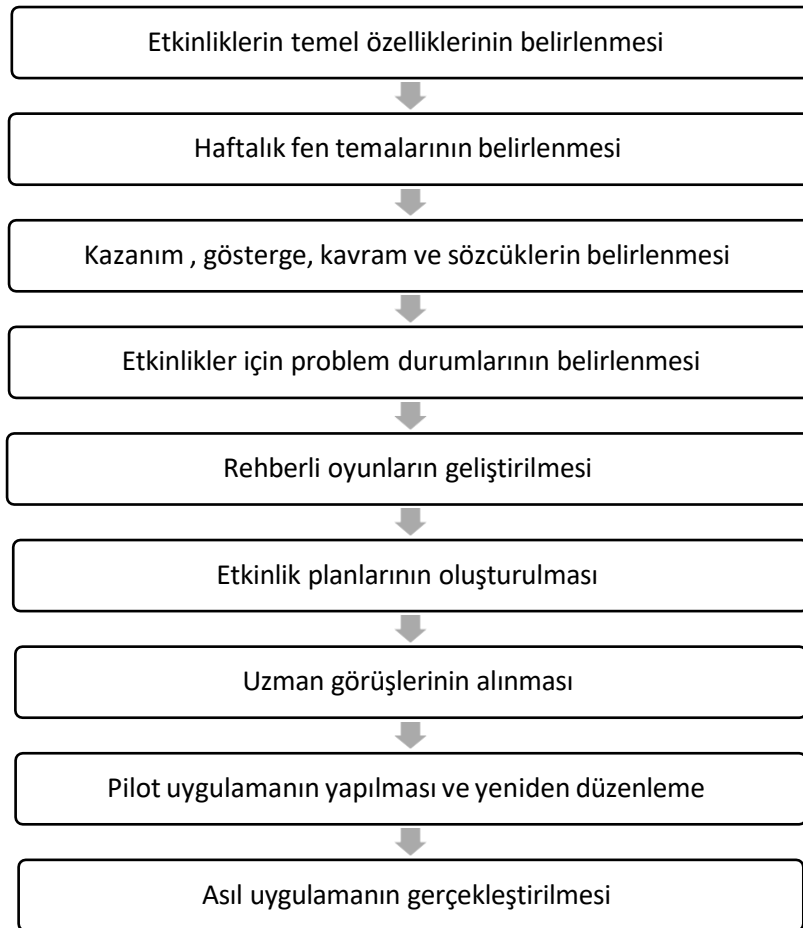 Etkinliklerin temel özelliklerinin belirlenmesi
Haftalık fen temalarının belirlenmesi
Kazanım , gösterge, kavram ve sözcüklerin belirlenmesi
Etkinlikler için problem durumlarının belirlenmesi
Rehberli oyunların geliştirilmesi
Etkinlik planlarının oluşturulması
Uzman görüşlerinin alınması
Pilot uygulamanın yapılması ve yeniden düzenleme
Asıl uygulamanın gerçekleştirilmesi